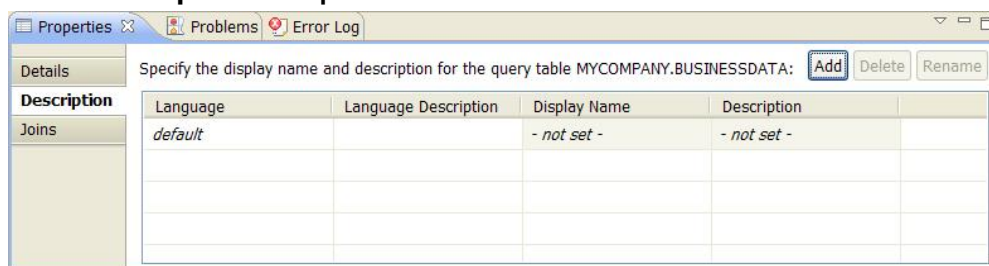 Properties Problems Error Log
Details
Specify the display name and description for the query table MYCOMPANY.BUSINESSDATA: Add Delete Rename
Description
Language Language Description Display Name Description
Joins
default - not set - - not set -